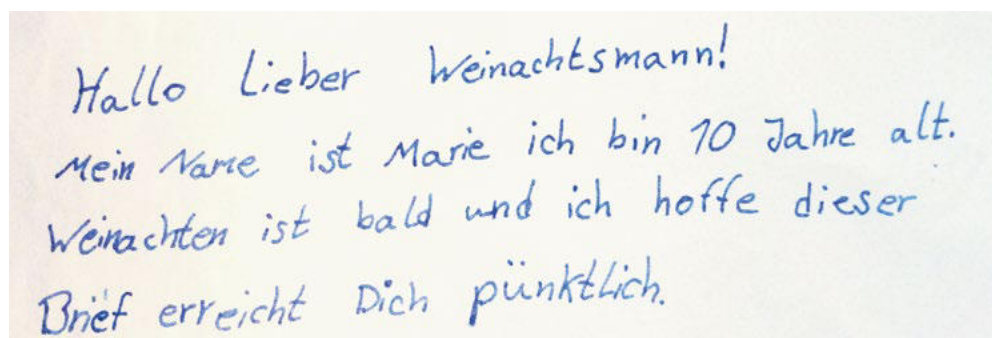 Hallo Lieber Weinachtsmann!
Mein Name ist Marie ich bin 10 Jahre alt.
Weinachten ist bald und ich hoffe dieser
Brief erreicht Dich pünktlich.